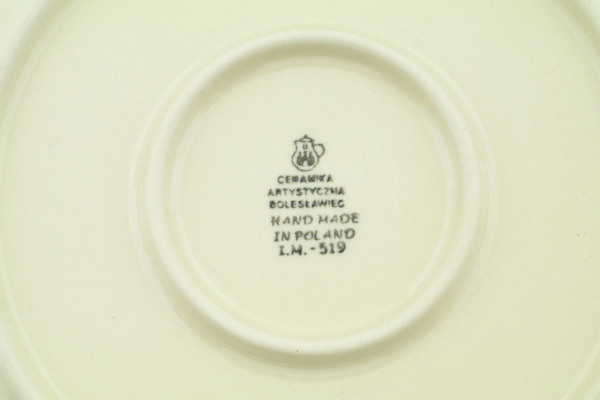 CERAMIKA
ARTYSTYCZNA
BOLESŁAWIEC
HAND MADE
IN POLAND
I.M.-519